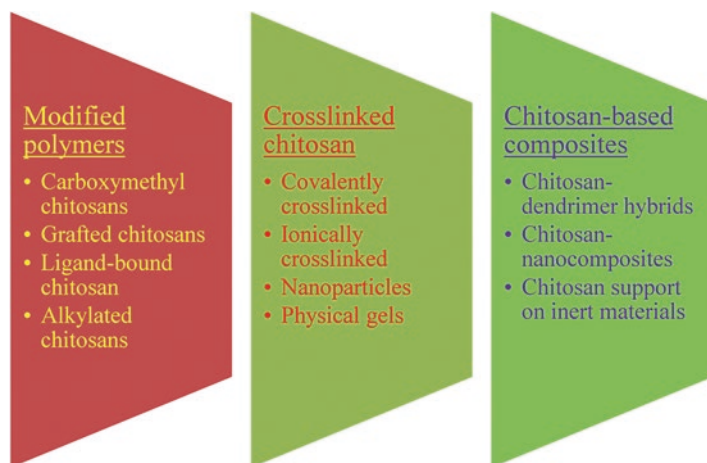 Modified
polymers
• Carboxymethyl
chitosans
• Grafted chitosans
• Ligand-bound
chitosan
• Alkylated
chitosans
Crosslinked
chitosan
• Covalently
crosslinked
• Ionically
crosslinked
• Nanoparticles
• Physical gels
Chitosan-based
composites
• Chitosan-
dendrimer hybrids
• Chitosan-
nanocomposites
• Chitosan support
on inert materials